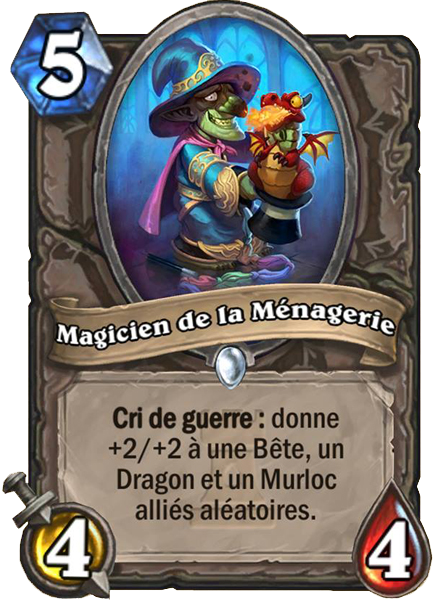 5
Magicien de la Ménagerie
Cri de guerre : donne
+2/+2 à une Bête, un
Dragon et un Murloc
alliés aléatoires.
4
4